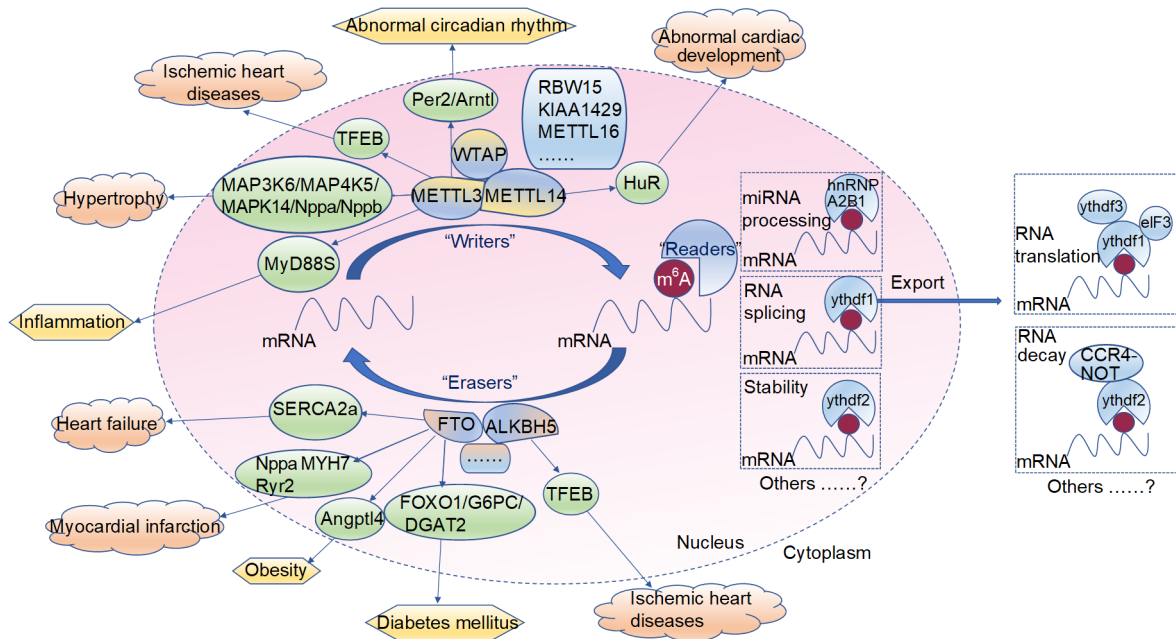 Abnormal circadian rhythm
Abnormal cardiac
development
Ischemic heart
diseases
Per2/Arntl
RBW15
KIAA1429
METTL16
......
TFEB
WTAP
HuR
Hypertrophy
MAP3K6/MAP4K5/
MAPK14/Nppa/Nppb
METTL3
METTL14
"Writers"
MyD88S
Inflammation
mRNA
"Readers"
m6A
mRNA
"Erasers"
miRNA
processing
hnRNP
A2B1
mRNA
RNA
splicing
ythdf1
mRNA
Stability
ythdf2
mRNA
Others ......?
Export
ythdf3
eIF3
RNA
translation
ythdf1
mRNA
RNA
decay
CCR4-
NOT
ythdf2
mRNA
Others ......?
Heart failure
SERCA2a
FTO
ALKBH5
......
Nppa MYH7
Ryr2
Myocardial infarction
Angptl4
FOXO1/G6PC/
DGAT2
TFEB
Obesity
Diabetes mellitus
Nucleus
Cytoplasm
Ischemic heart
diseases